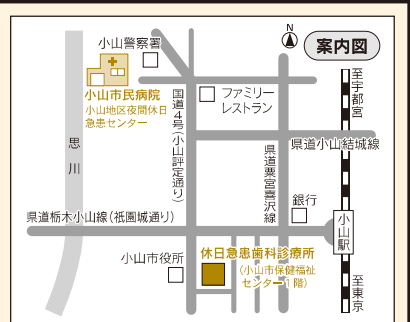 N
案内図
小山警察署
至宇都宮
小山市民病院
小山地区夜間休日
急患センター
国道4号(小山評定通り)
ファミリー
レストラン
思川
県道小山結城線
県道粟宮喜沢線
銀行
県道栃木小山線(祇園城通り)
小山駅
小山市役所
休日急患歯科診療所
(小山市保健福祉
センター1階)
至東京